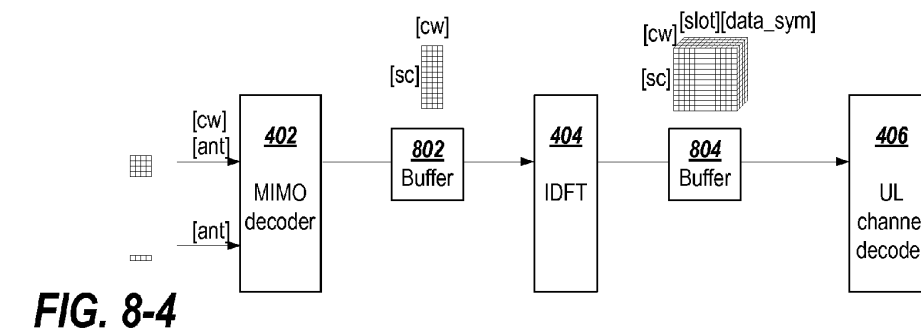 [cw]
[slot][data_sym]
[cw]
[sc]
[sc]
[cw]
[ant]
402
MIMO
decoder
802
Buffer
404
IDFT
804
Buffer
406
UL
channe
decode
[ant]
FIG. 8-4